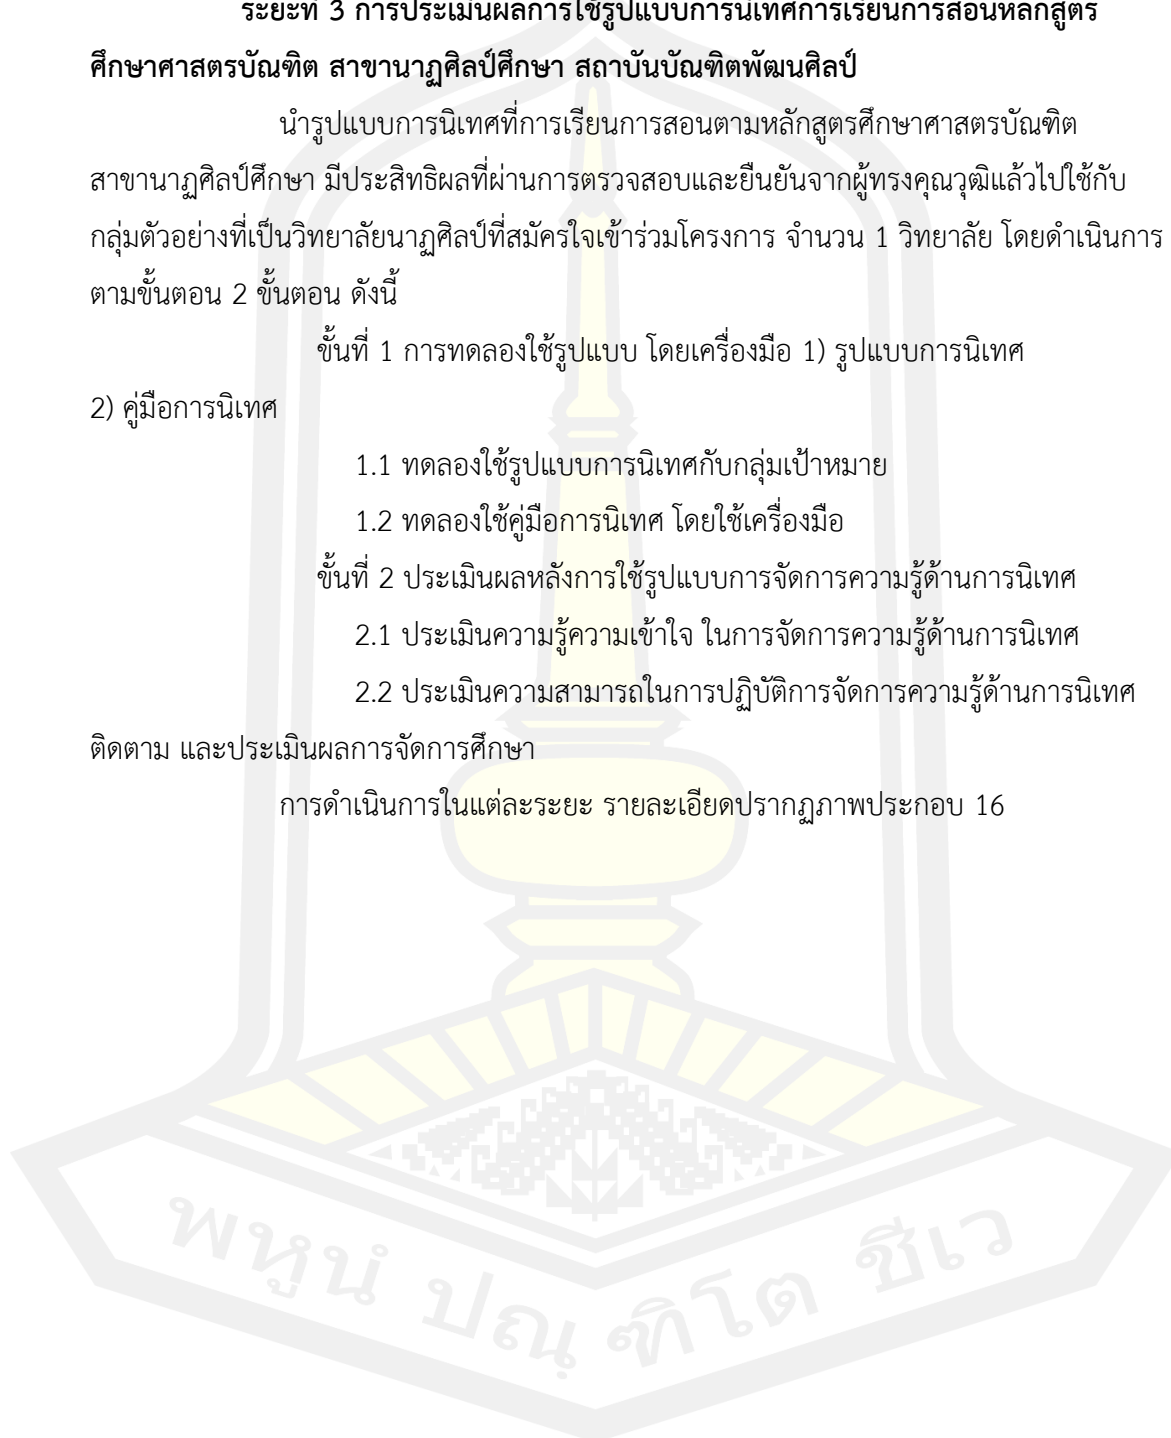 ระยะที่ 3 การประเมินผลการใช้รูปแบบการนิเทศการเรียนการสอนหลักสูตร
ศึกษาศาสตรบัณฑิต สาขานาฏศิลป์ศึกษา สถาบันบัณฑิตพัฒนศิลป์
นำรูปแบบการนิเทศที่การเรียนการสอนตามหลักสูตรศึกษาศาสตรบัณฑิต
สาขานาฏศิลป์ศึกษา มีประสิทธิผลที่ผ่านการตรวจสอบและยืนยันจากผู้ทรงคุณวุฒิแล้วไปใช้กับ
กลุ่มตัวอย่างที่เป็นวิทยาลัยนาฏศิลป์ที่สมัครใจเข้าร่วมโครงการ จำนวน 1 วิทยาลัย โดยดำเนินการ
ตามขั้นตอน 2 ขั้นตอน ดังนี้
ขั้นที่ 1 การทดลองใช้รูปแบบ โดยเครื่องมือ 1) รูปแบบการนิเทศ
2) คู่มือการนิเทศ
1.1 ทดลองใช้รูปแบบการนิเทศกับกลุ่มเป้าหมาย
1.2 ทดลองใช้คู่มือการนิเทศ โดยใช้เครื่องมือ
ขั้นที่ 2 ประเมินผลหลังการใช้รูปแบบการจัดการความรู้ด้านการนิเทศ
2.1 ประเมินความรู้ความเข้าใจ ในการจัดการความรู้ด้านการนิเทศ
2.2 ประเมินความสามารถในการปฏิบัติการจัดการความรู้ด้านการนิเทศ
ติดตาม และประเมินผลการจัดการศึกษา
การดำเนินการในแต่ละระยะ รายละเอียดปรากฏภาพประกอบ 16
พหูนํ ปณฺ ฑิโต ชีเว